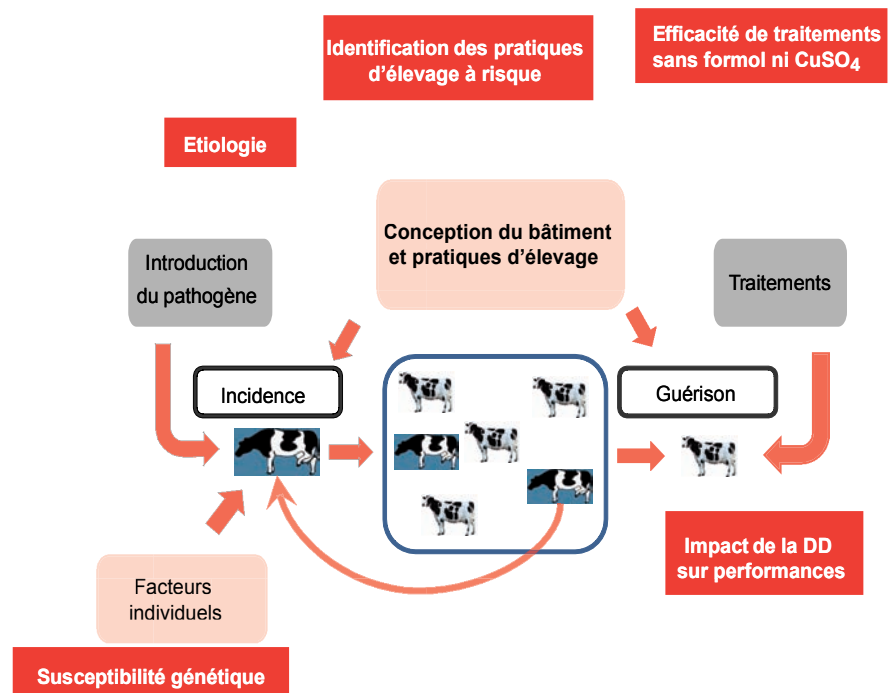 Efficacité de traitements
sans formol ni CuSO4
Identification des pratiques
d’élevage à risque
Etiologie
Conception du bâtiment
et pratiques d’élevage
Introduction
du pathogène
Traitements
Incidence
Guérison
Impact de la DD
sur performances
Facteurs
individuels
Susceptibilité génétique